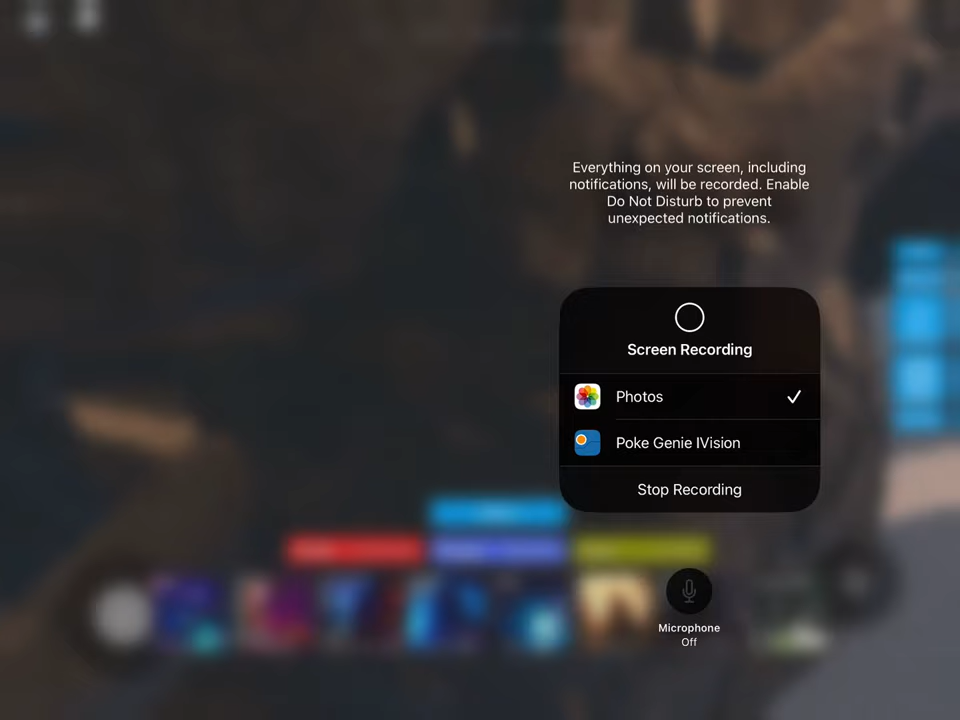 Everything on your screen, including
notifications, will be recorded. Enable
Do Not Disturb to prevent
unexpected notifications.
Screen Recording
Photos
Poke Genie IVision
Stop Recording
Microphone
Off